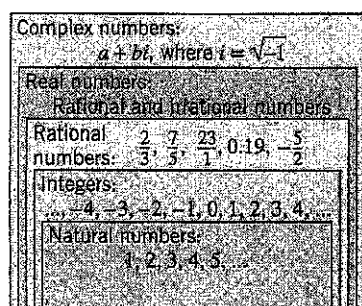 Complex numbers:
a + bi, where i = √−1
Real numbers:
Rational and irrational numbers
Rational
numbers: 2/3, 7/5, 23/1, 0.19, −5/2
Integers:
..., −4, −3, −2, −1, 0, 1, 2, 3, 4, ...
Natural numbers:
1, 2, 3, 4, 5, ...